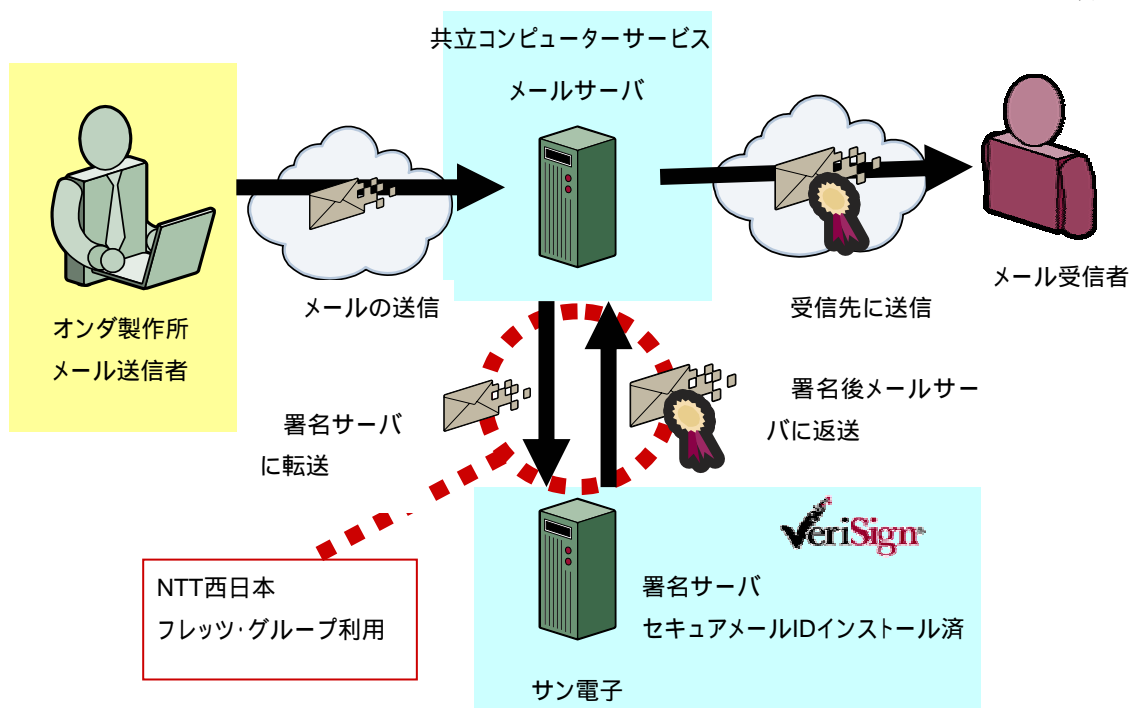 共立コンピューターサービス
メールサーバ
メール受信者
メールの送信
受信先に送信
オンダ製作所
メール送信者
署名サーバ
に転送
署名後メールサー
バに返送
VeriSign
NTT西日本
フレッツ・グループ利用
署名サーバ
セキュアメールIDインストール済
サン電子